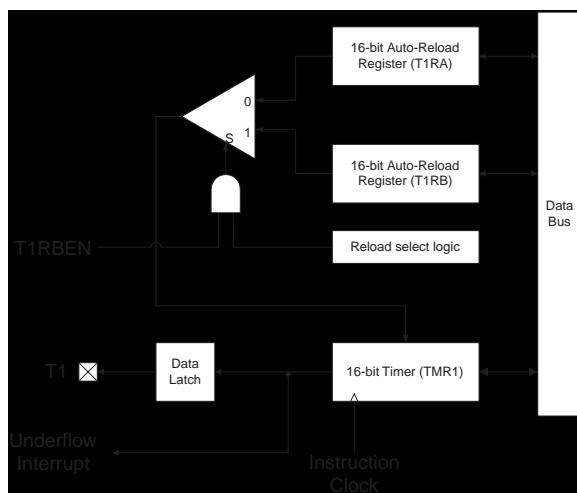 16-bit Auto-Reload
Register (T1RA)
0
1
S
16-bit Auto-Reload
Register (T1RB)
Data
Bus
T1RBEN
Reload select logic
T1
Data
Latch
16-bit Timer (TMR1)
Underflow
Interrupt
Instruction
Clock